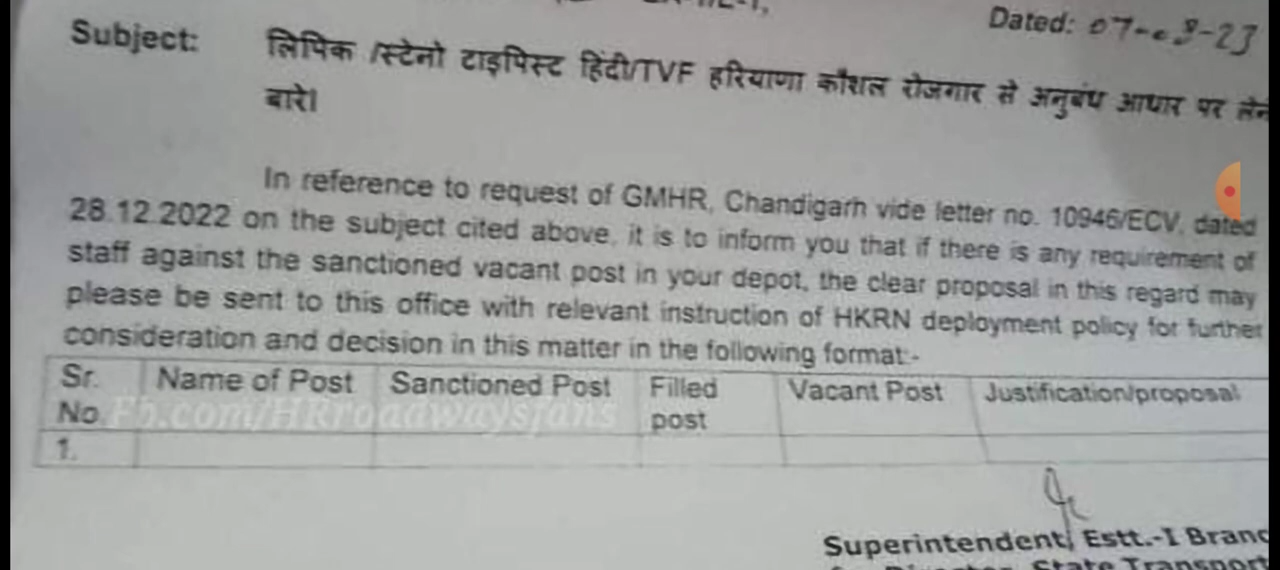 Dated: 07-03-23
Subject: लिपिक /स्टेनो टाइपिस्ट हिंदी/TVF हरियाणा कौशल रोजगार से अनुबंध आधार पर लेने
बारे।
In reference to request of GMHR, Chandigarh vide letter no. 10946/ECV, dated
28.12.2022 on the subject cited above, it is to inform you that if there is any requirement of
staff against the sanctioned vacant post in your depot, the clear proposal in this regard may
please be sent to this office with relevant instruction of HKRN deployment policy for further
consideration and decision in this matter in the following format:-
Sr. No. Name of Post Sanctioned Post Filled post Vacant Post Justification/proposal
Fb.com/HRroadwaysfans
1.
Superintendent, Estt.-I Branc
Director, State Transport